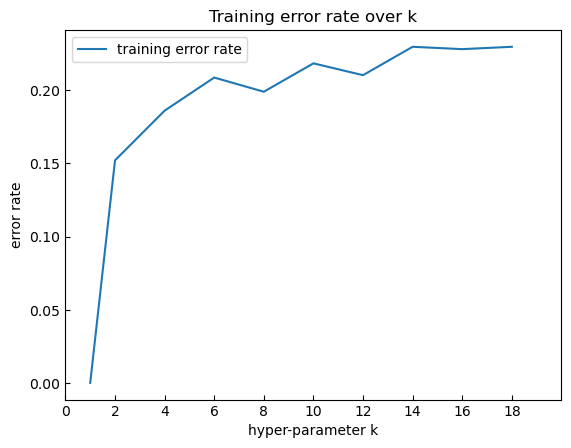 Training error rate over k
training error rate
error rate
0.20
0.15
0.10
0.05
0.00
0 2 4 6 8 10 12 14 16 18
hyper-parameter k